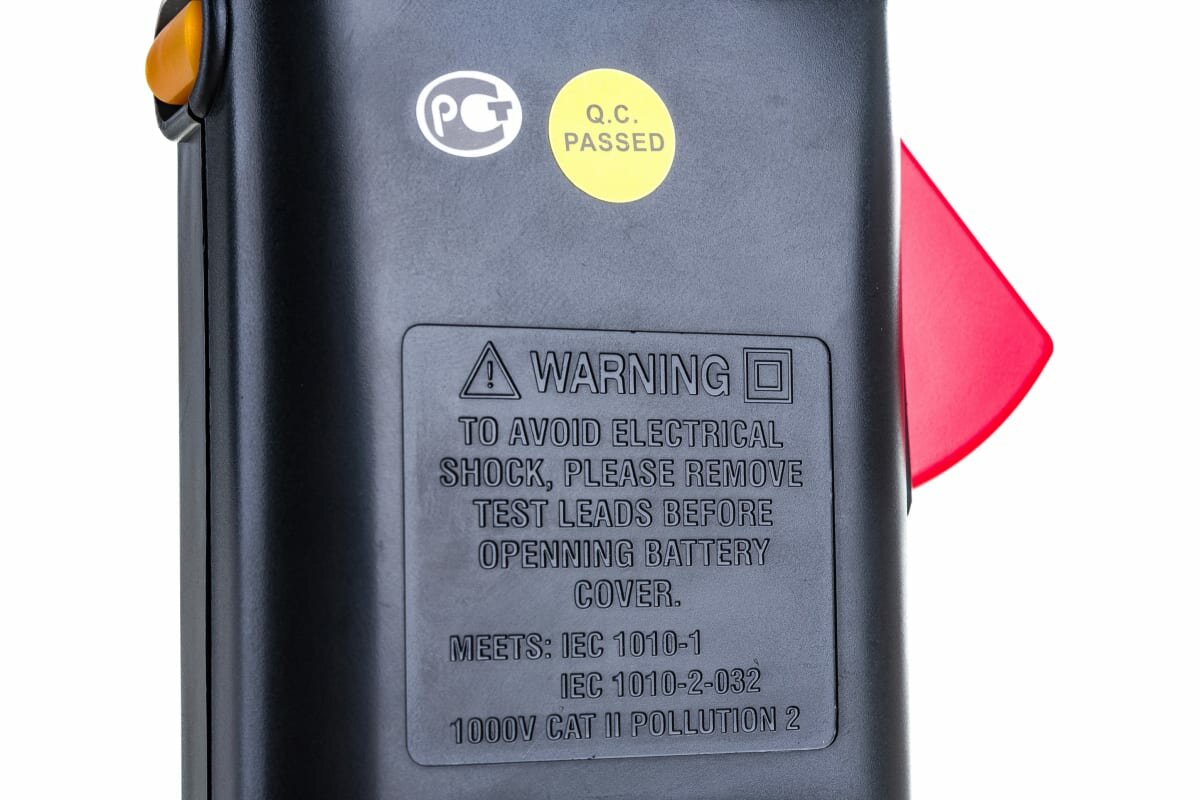 РСТ
Q.C.
PASSED
WARNING
TO AVOID ELECTRICAL
SHOCK, PLEASE REMOVE
TEST LEADS BEFORE
OPENNING BATTERY
COVER.
MEETS: IEC 1010-1
IEC 1010-2-032
1000V CAT II POLLUTION 2